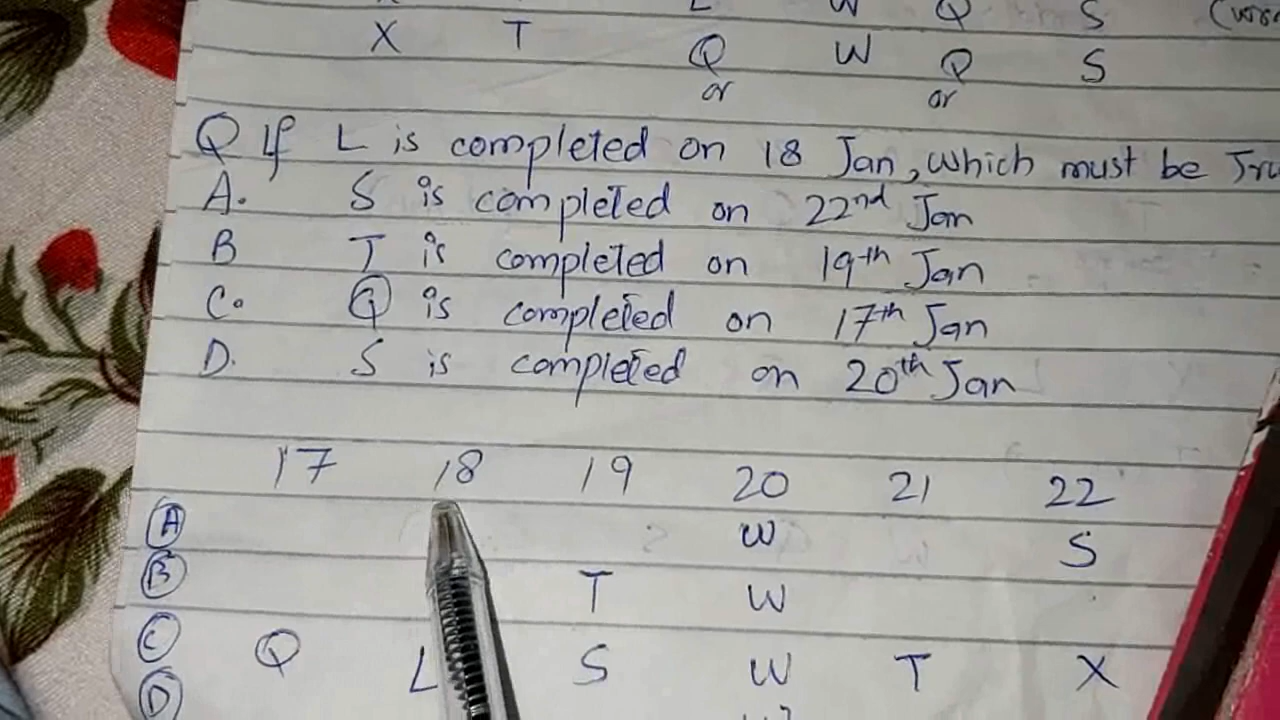 L W Q S
X T Q W Q S
or or
Q If L is completed on 18 Jan, which must be
A. S is completed on 22nd Jan
B T is completed on 19th Jan
C. Q is completed on 17th Jan
D. S is completed on 20th Jan
17 18 19 20 21 22
A W S
B T W
C Q L S W T X
D